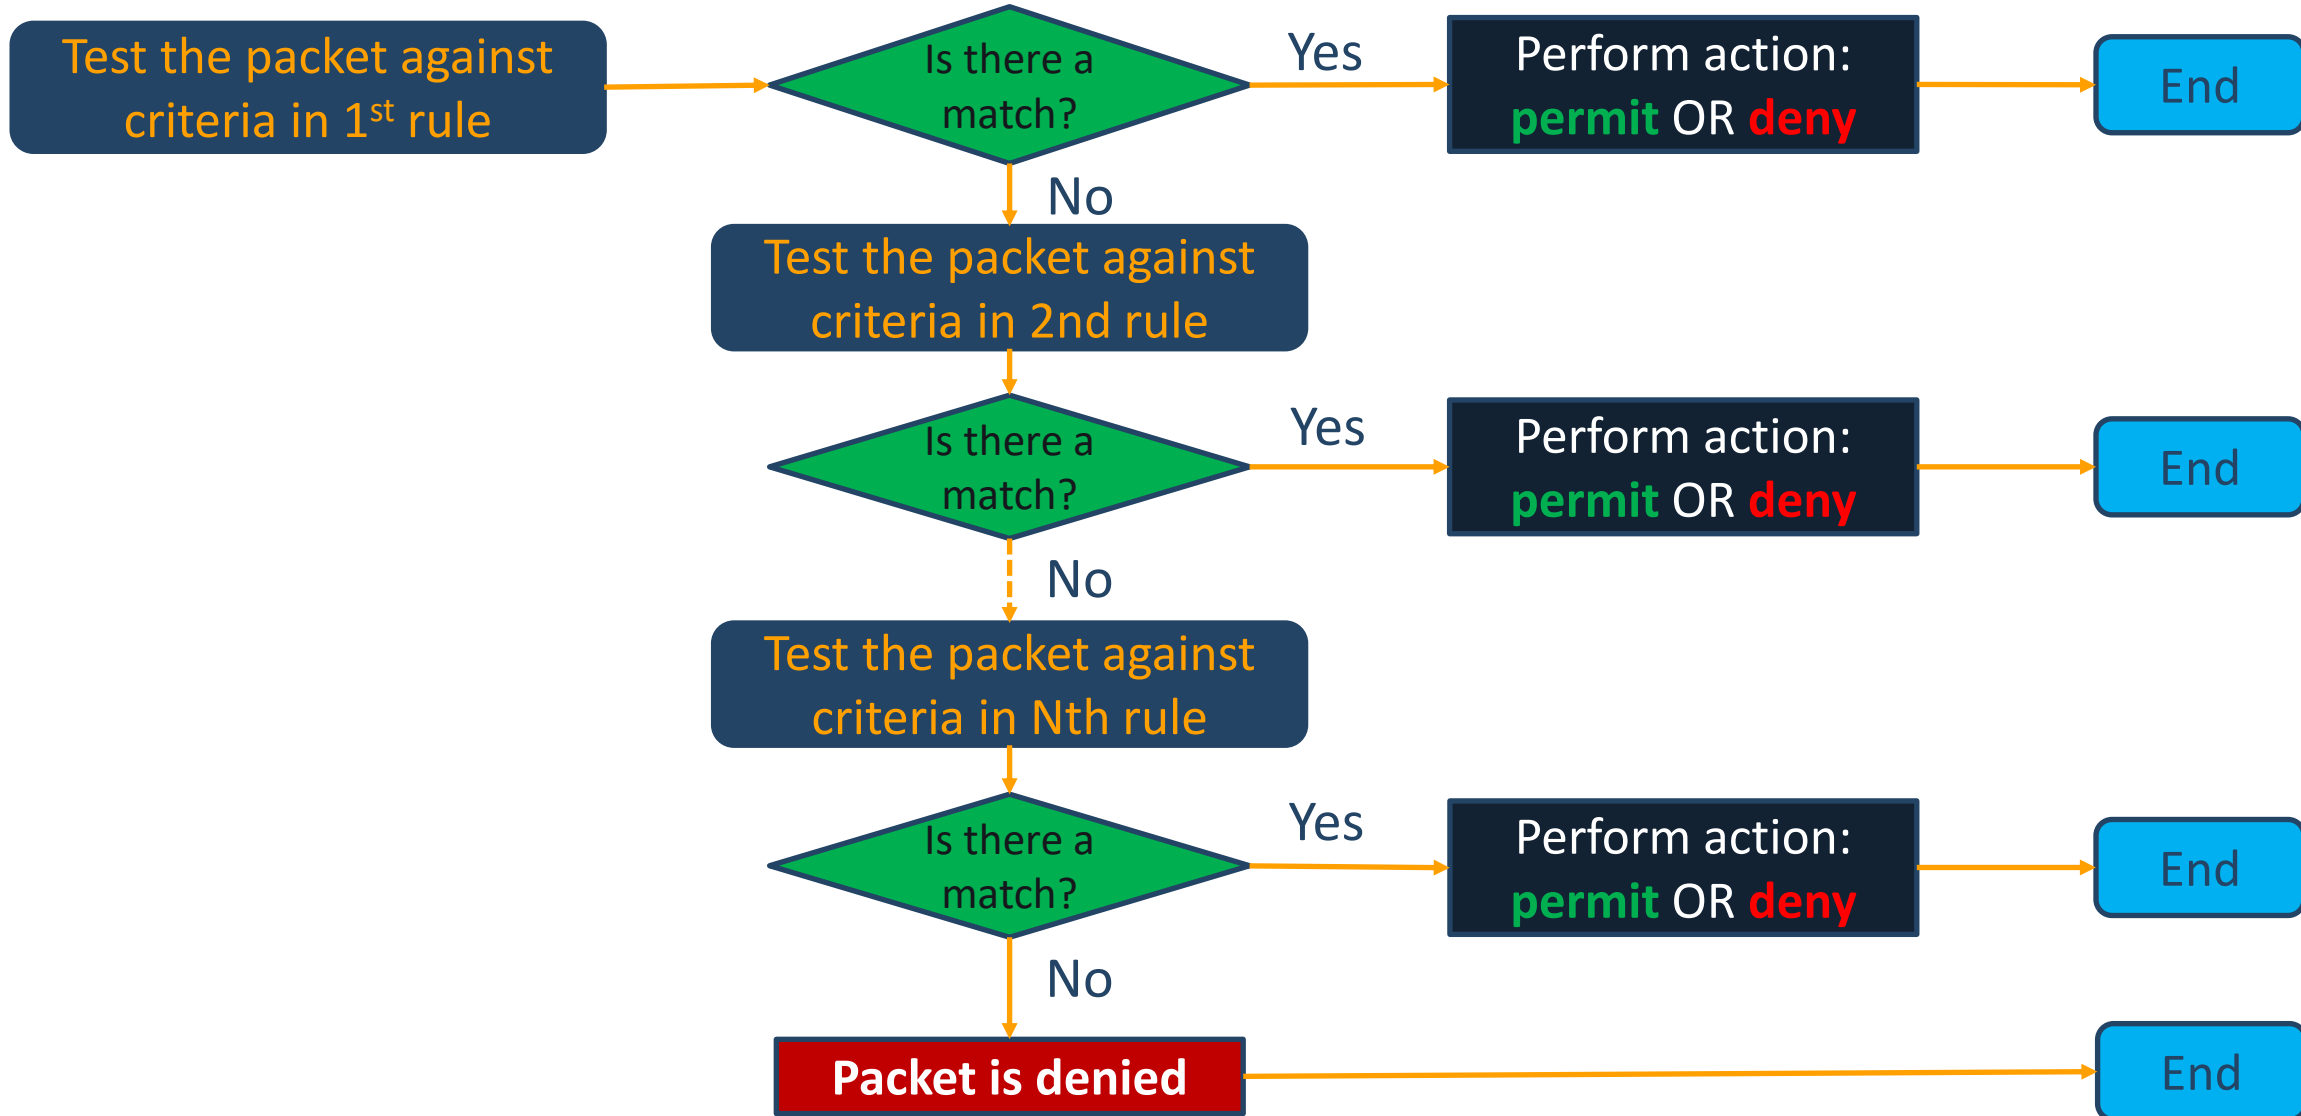 Test the packet against
criteria in 1st rule
Is there a
match?
Yes
Perform action:
permit OR deny
End
No
Test the packet against
criteria in 2nd rule
Is there a
match?
Yes
Perform action:
permit OR deny
End
No
Test the packet against
criteria in Nth rule
Is there a
match?
Yes
Perform action:
permit OR deny
End
No
Packet is denied
End